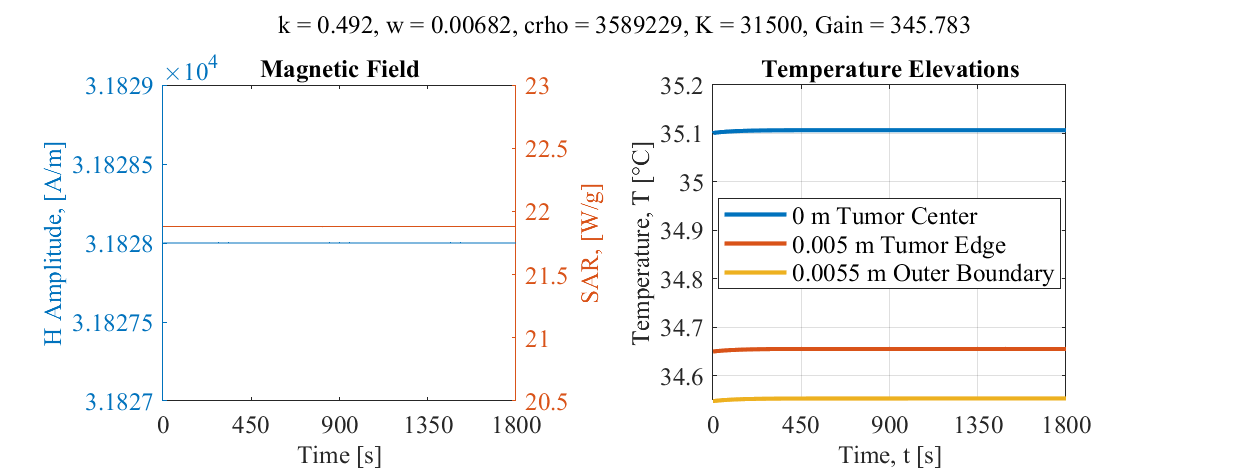 k = 0.492, w = 0.00682, crho = 3589229, K = 31500, Gain = 345.783
Magnetic Field
×10⁴
H Amplitude, [A/m]
3.1829
3.18285
3.1828
3.18275
3.1827
23
22.5
22
21.5
21
20.5
SAR, [W/g]
0 450 900 1350 1800
Time [s]
Temperature Elevations
Temperature, T [°C]
35.2
35.1
35
34.9
34.8
34.7
34.6
0 m Tumor Center
0.005 m Tumor Edge
0.0055 m Outer Boundary
0 450 900 1350 1800
Time, t [s]